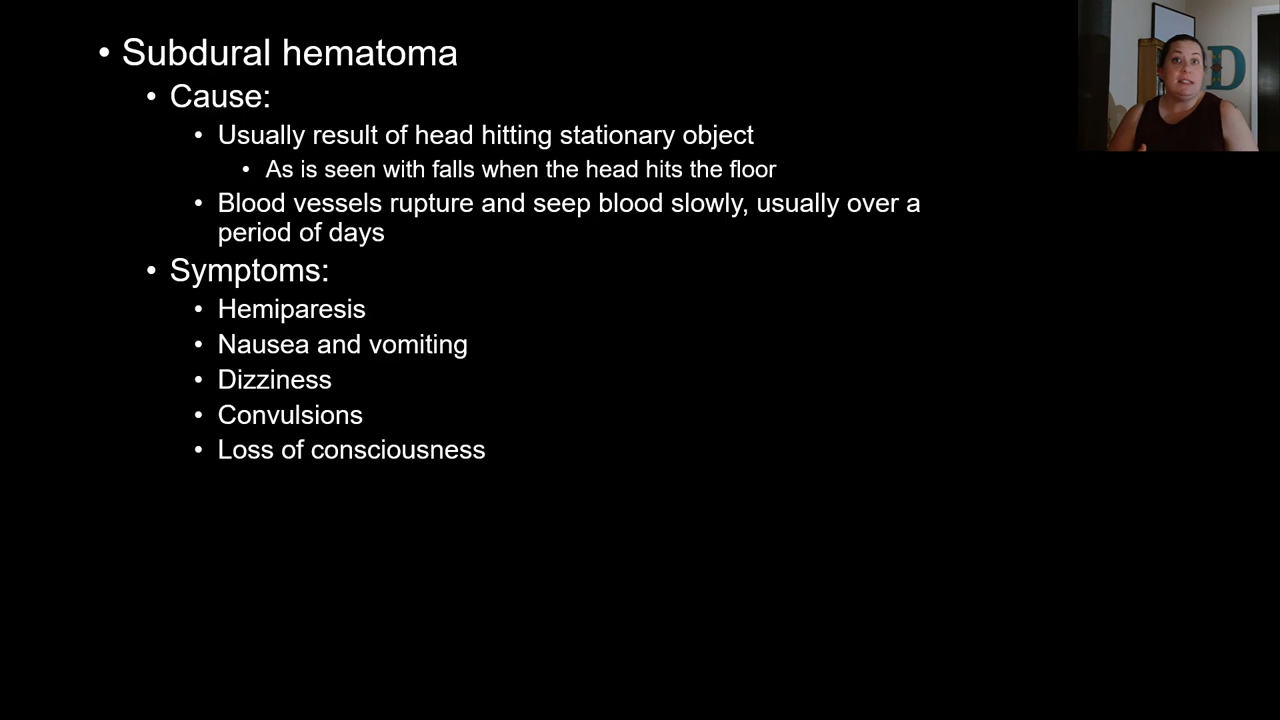 • Subdural hematoma
• Cause:
• Usually result of head hitting stationary object
• As is seen with falls when the head hits the floor
• Blood vessels rupture and seep blood slowly, usually over a
period of days
• Symptoms:
• Hemiparesis
• Nausea and vomiting
• Dizziness
• Convulsions
• Loss of consciousness
D